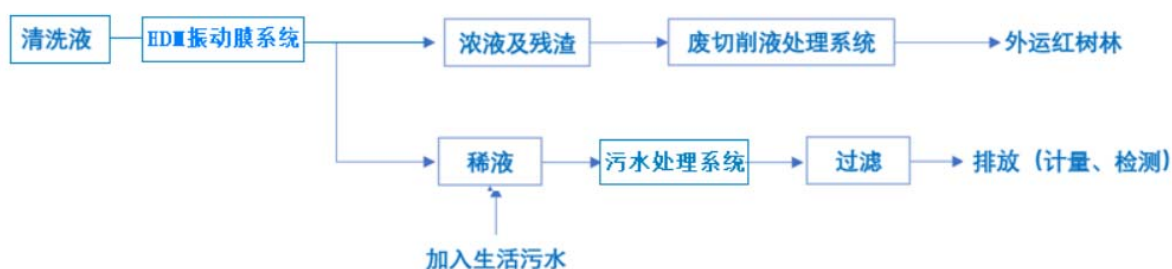 清洗液
HDM振动膜系统
浓液及残渣
废切削液处理系统
外运红树林
稀液
污水处理系统
过滤
排放（计量、检测）
加入生活污水